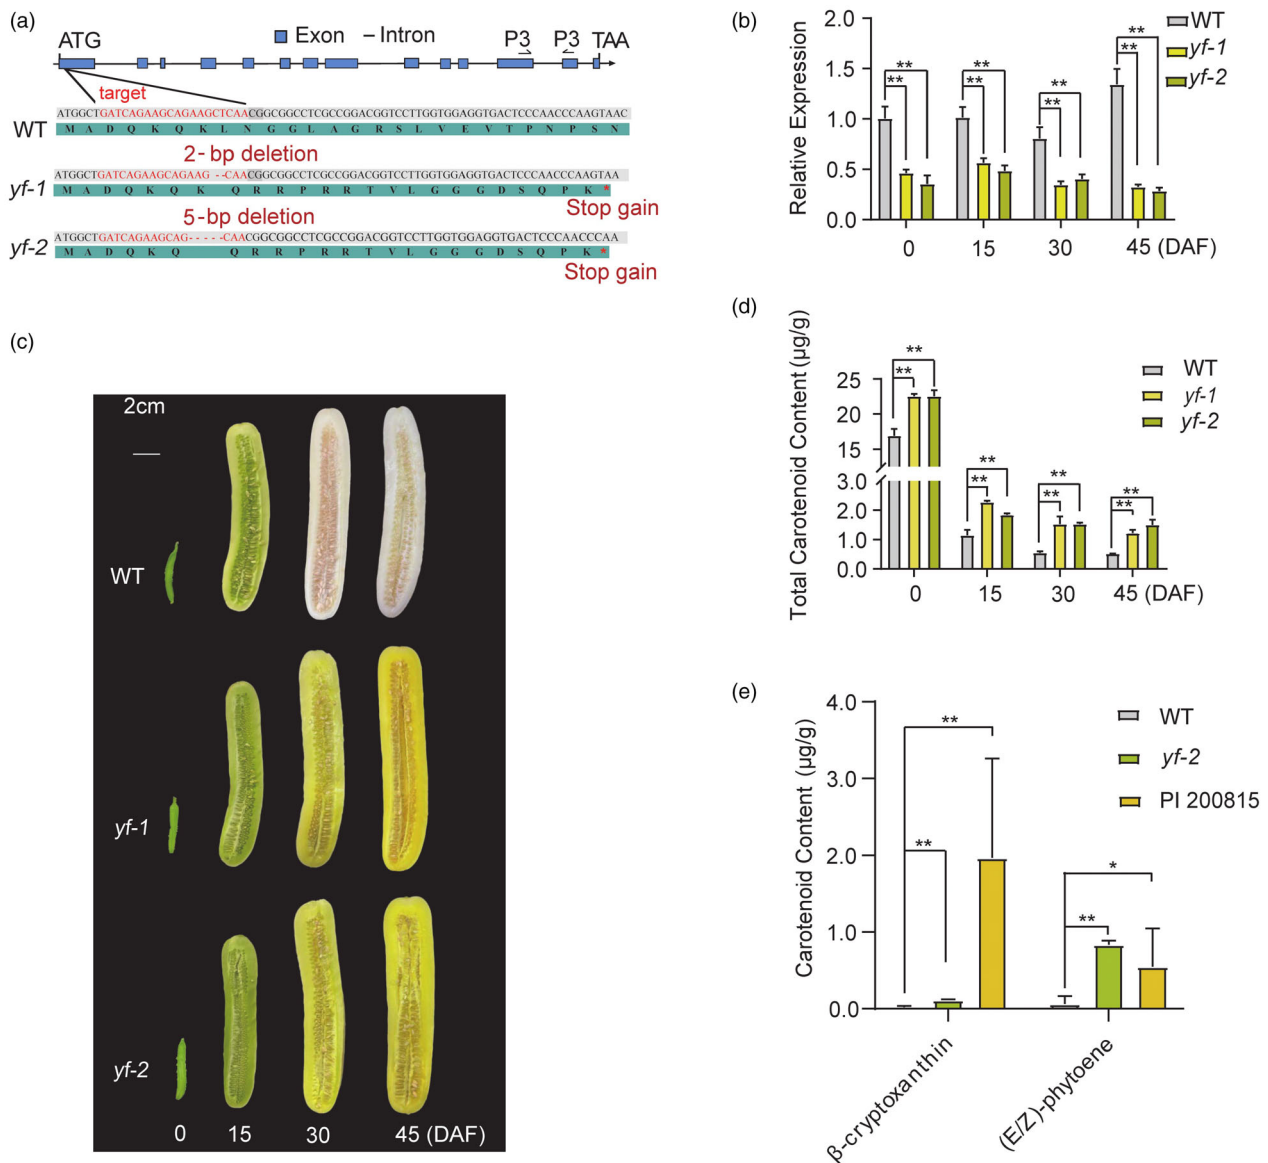 (a)
ATG
Exon
Intron
P3
P3
TAA
target
ATGGCTGATCAGAAGCAGAAGCTCAACGGCGGCCTCGCCGGACGGTCCTTGGTGGAGGTGACTCCCAACCCAAGTAAC
WT
M A D Q K Q K L N G G L A G R S L V E V T P N P S N
2- bp deletion
ATGGCTGATCAGAAGCAGAAG --CAACGGCGGCCTCGCCGGACGGTCCTTGGTGGAGGTGACTCCCAACCCAAGTAA
yf-1
M A D Q K Q K Q R R P R R T V L G G G D S Q P K *
Stop gain
5-bp deletion
ATGGCTGATCAGAAGCAG-----CAACGGCGGCCTCGCCGGACGGTCCTTGGTGGAGGTGACTCCCAACCCAA
yf-2
M A D Q K Q Q R R P R R T V L G G G D S Q P K *
Stop gain
(b)
Relative Expression
2.0
1.5
1.0
0.5
0.0
** ** ** ** ** ** ** **
WT
yf-1
yf-2
0 15 30 45 (DAF)
(c)
2cm
WT
yf-1
yf-2
0 15 30 45 (DAF)
(d)
Total Carotenoid Content (µg/g)
25
22
15
3.0
2.0
1.0
0.0
** ** ** ** ** ** ** **
WT
yf-1
yf-2
0 15 30 45 (DAF)
(e)
Carotenoid Content (µg/g)
4.0
3.0
2.0
1.0
0.0
** ** ** *
WT
yf-2
PI 200815
β-cryptoxanthin
(E/Z)-phytoene